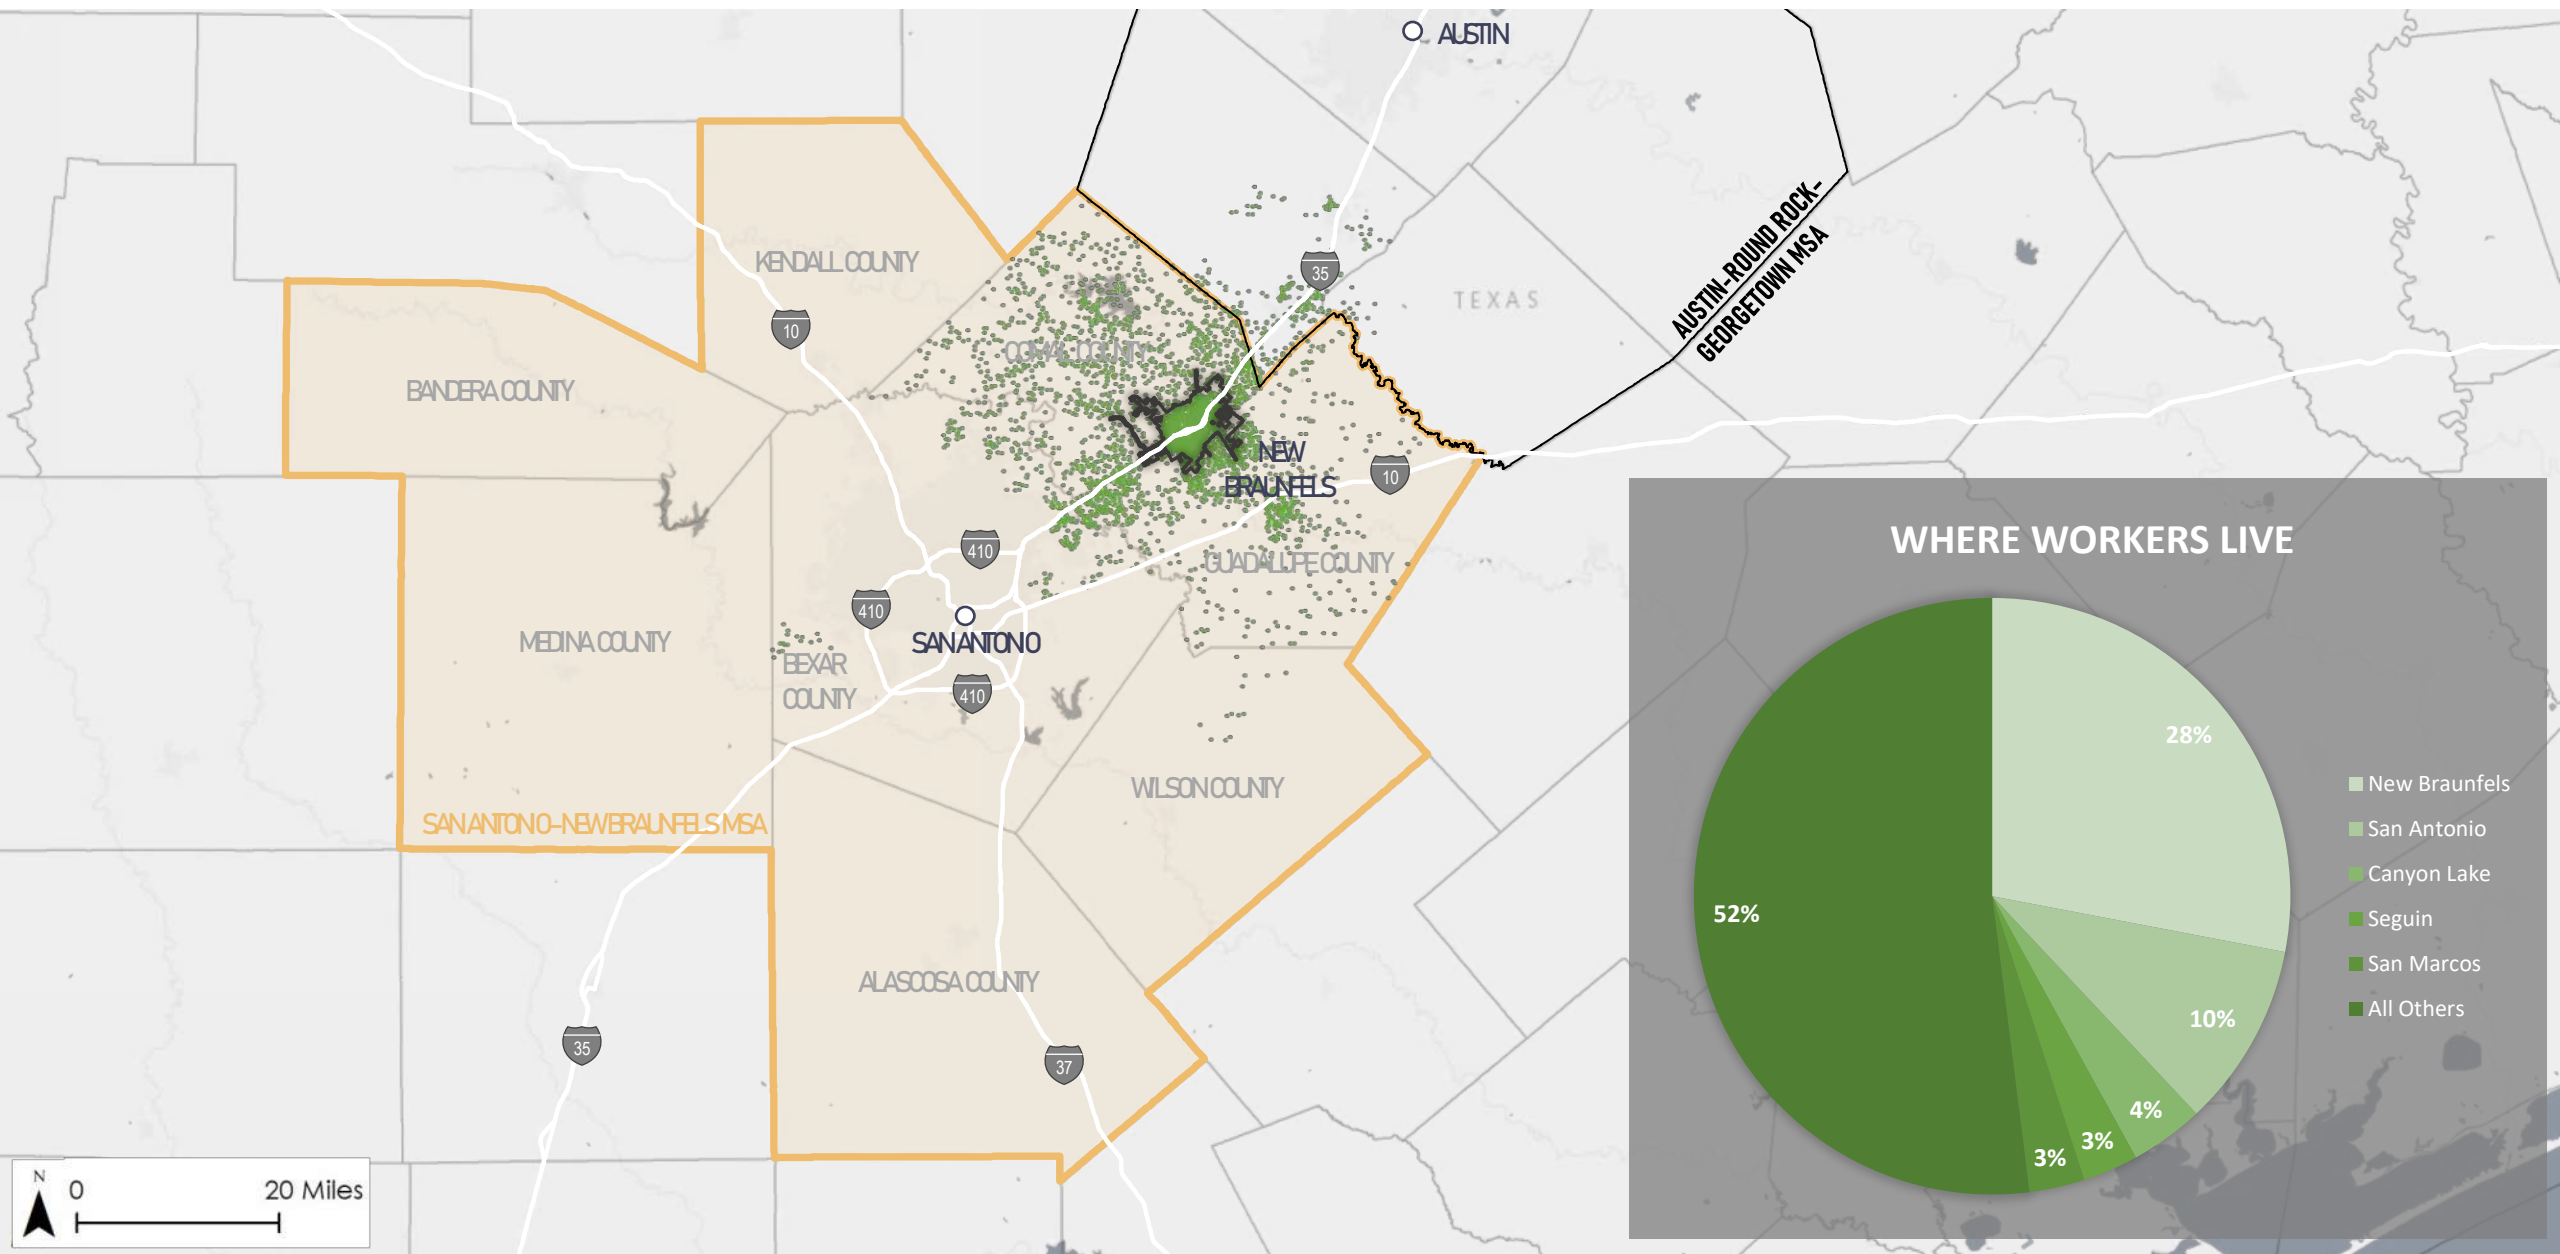 AUSTIN
AUSTIN-ROUND ROCK-
GEORGETOWN MSA
KENDALL COUNTY
35
TEXAS
10
COMAL COUNTY
BANDERA COUNTY
NEW
BRAUNFELS
10
410
GUADALUPE COUNTY
410
SAN ANTONIO
MEDINA COUNTY
BEXAR
COUNTY
410
WILSON COUNTY
SAN ANTONIO-NEW BRAUNFELS MSA
ALASCOSA COUNTY
35
37
N
0 20 Miles
WHERE WORKERS LIVE
28%
10%
4%
3%
3%
52%
New Braunfels
San Antonio
Canyon Lake
Seguin
San Marcos
All Others